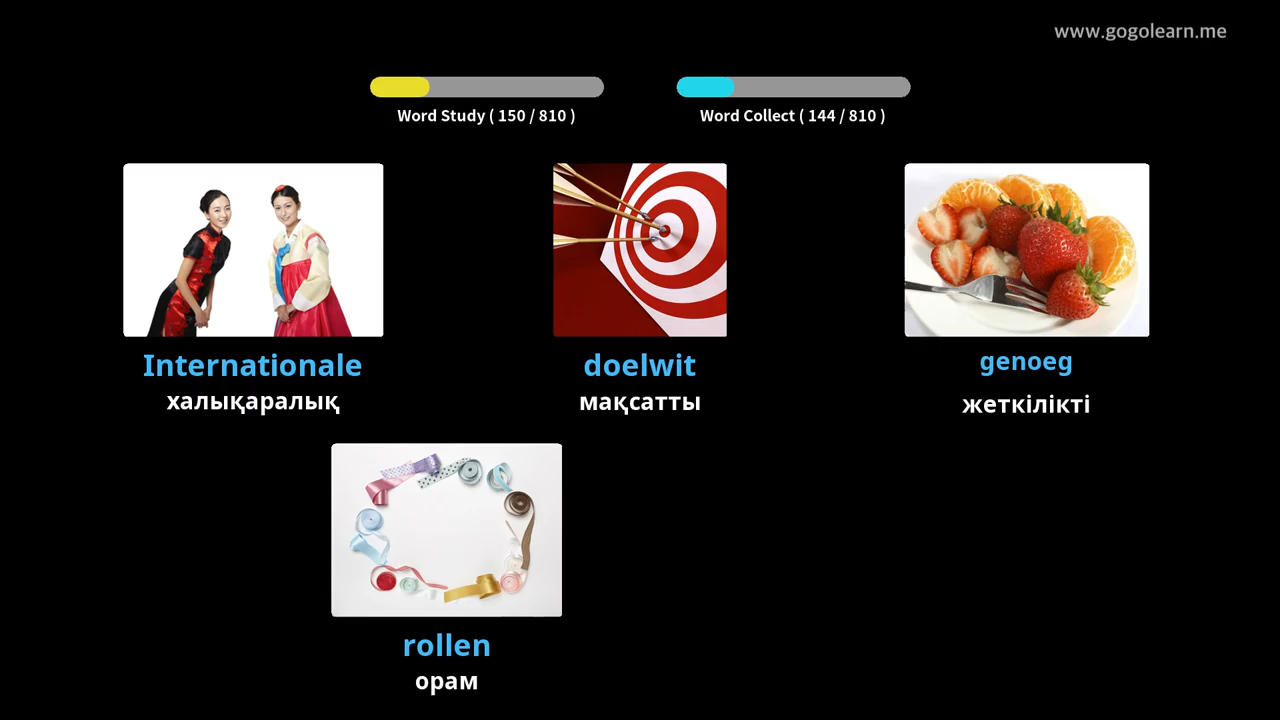 www.gogolearn.me
Word Study ( 150 / 810 )
Word Collect ( 144 / 810 )
Internationale
халықаралық
doelwit
мақсатты
genoeg
жеткілікті
rollen
орам